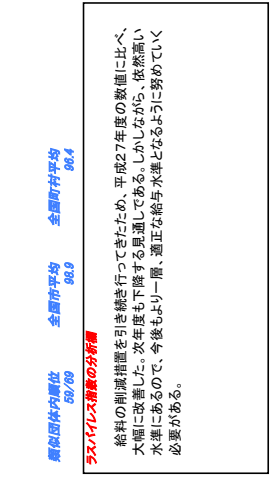 類似団体内順位 全国市平均 全国町村平均
59/69 98.9 96.4
ラスパイレス指数の分析欄
給料の削減措置を引き続き行ってきたため、平成27年度の数値に比べ、
大幅に改善した。次年度も下降する見通しである。しかしながら、依然高い
水準にあるので、今後もより一層、適正な給与水準となるように努めていく
必要がある。